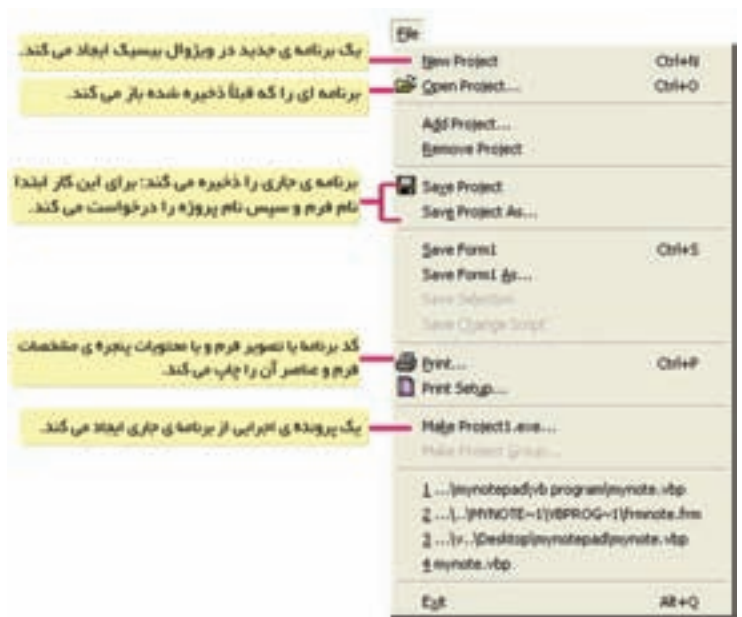 File
یک برنامه ی جدید در ویژوال بیسیک ایجاد می کند.
New Project Ctrl+N
برنامه ای را که قبلاً ذخیره شده باز می کند.
Open Project... Ctrl+O
Add Project...
Remove Project
برنامه ی جاری را ذخیره می کند؛ برای این کار ابتدا
نام فرم و سپس نام پروژه را درخواست می کند.
Save Project
Save Project As...
Save Form1 Ctrl+S
Save Form1 As...
Save Selection
Save Change Script
کد برنامه یا تصویر فرم و یا محتویات پنجره ی مشخصات
فرم و عناصر آن را چاپ می کند.
Print... Ctrl+P
Print Setup...
یک پرونده ی اجرایی از برنامه ی جاری ایجاد می کند.
Make Project1.exe...
Make Project Group...
1 ...\mynotepad\vb program\mynote.vbp
2 ...\..\MYNOTE~1\VBPROG~1\frmnote.frm
3 ...\v..\Desktop\mynotepad\mynote.vbp
4 mynote.vbp
Exit Alt+Q